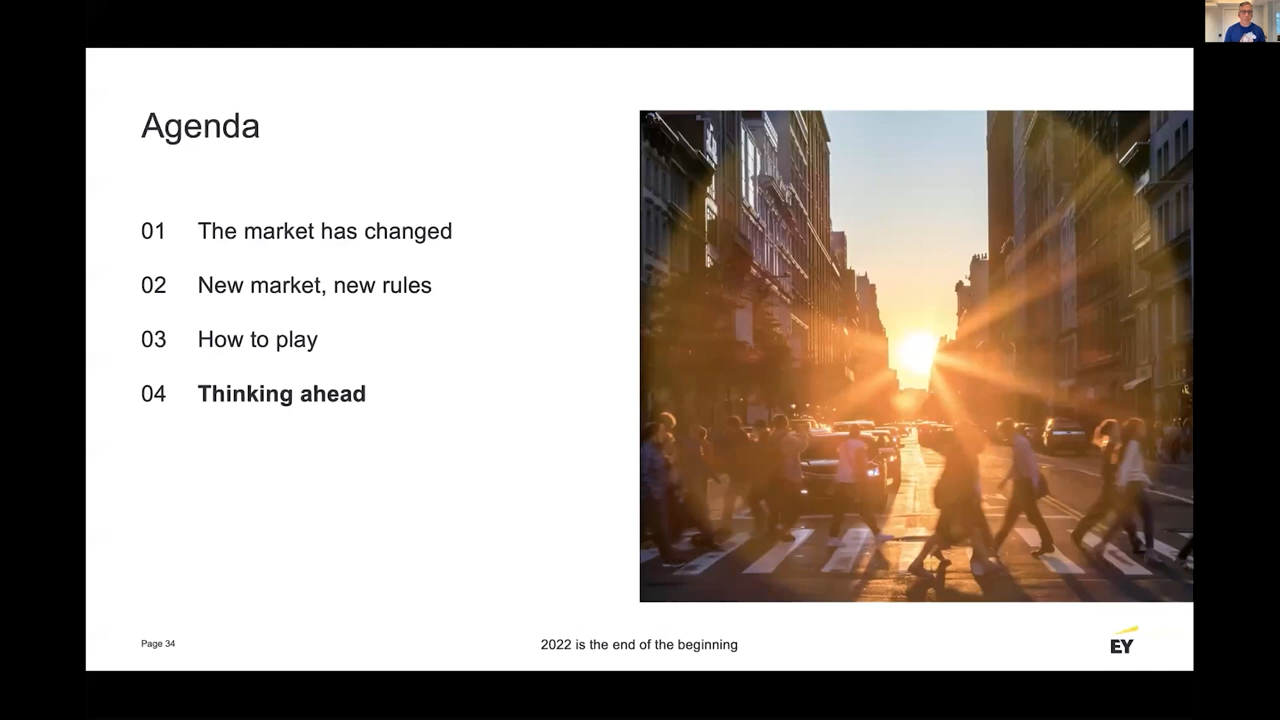 Agenda
01 The market has changed
02 New market, new rules
03 How to play
04 Thinking ahead
Page 34
2022 is the end of the beginning
EY